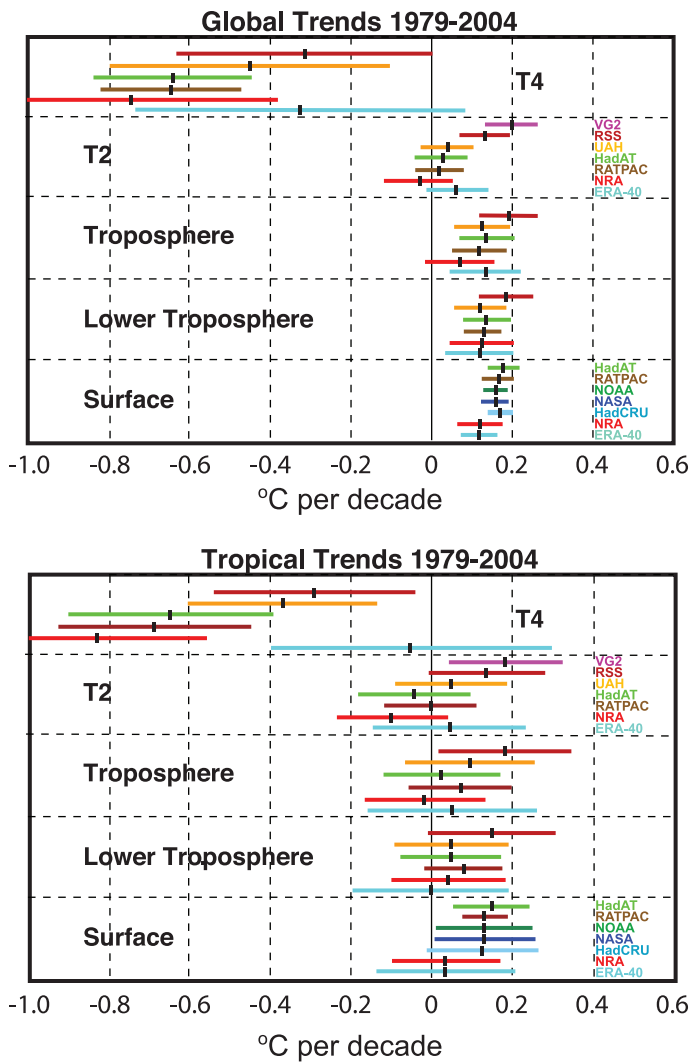 Global Trends 1979-2004
T4
T2
VG2
RSS
UAH
HadAT
RATPAC
NRA
ERA-40
Troposphere
Lower Troposphere
Surface
HadAT
RATPAC
NOAA
NASA
HadCRU
NRA
ERA-40
-1.0 -0.8 -0.6 -0.4 -0.2 0 0.2 0.4 0.6
°C per decade
Tropical Trends 1979-2004
T4
T2
VG2
RSS
UAH
HadAT
RATPAC
NRA
ERA-40
Troposphere
Lower Troposphere
Surface
HadAT
RATPAC
NOAA
NASA
HadCRU
NRA
ERA-40
-1.0 -0.8 -0.6 -0.4 -0.2 0 0.2 0.4 0.6
°C per decade